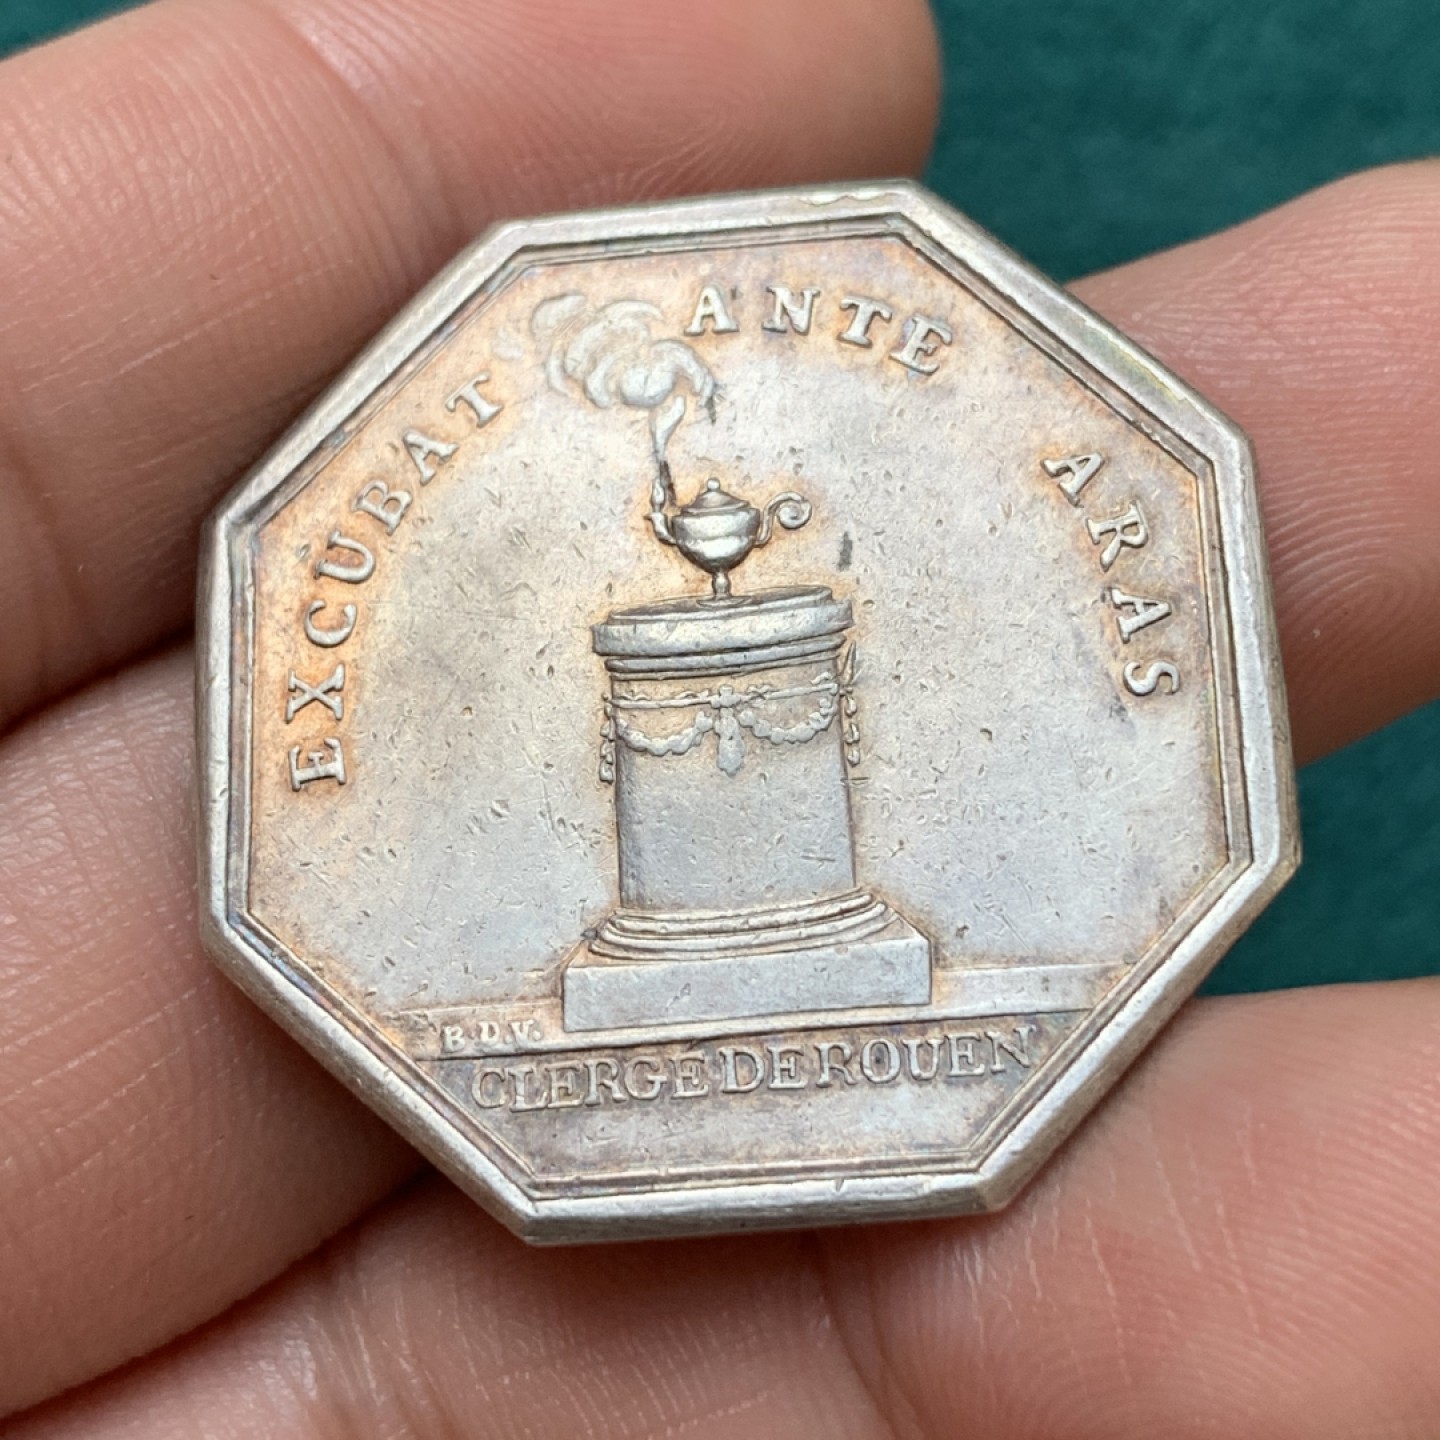 EXCUBAT ANTE ARAS
B.D.V.
CLERGE DE ROUEN